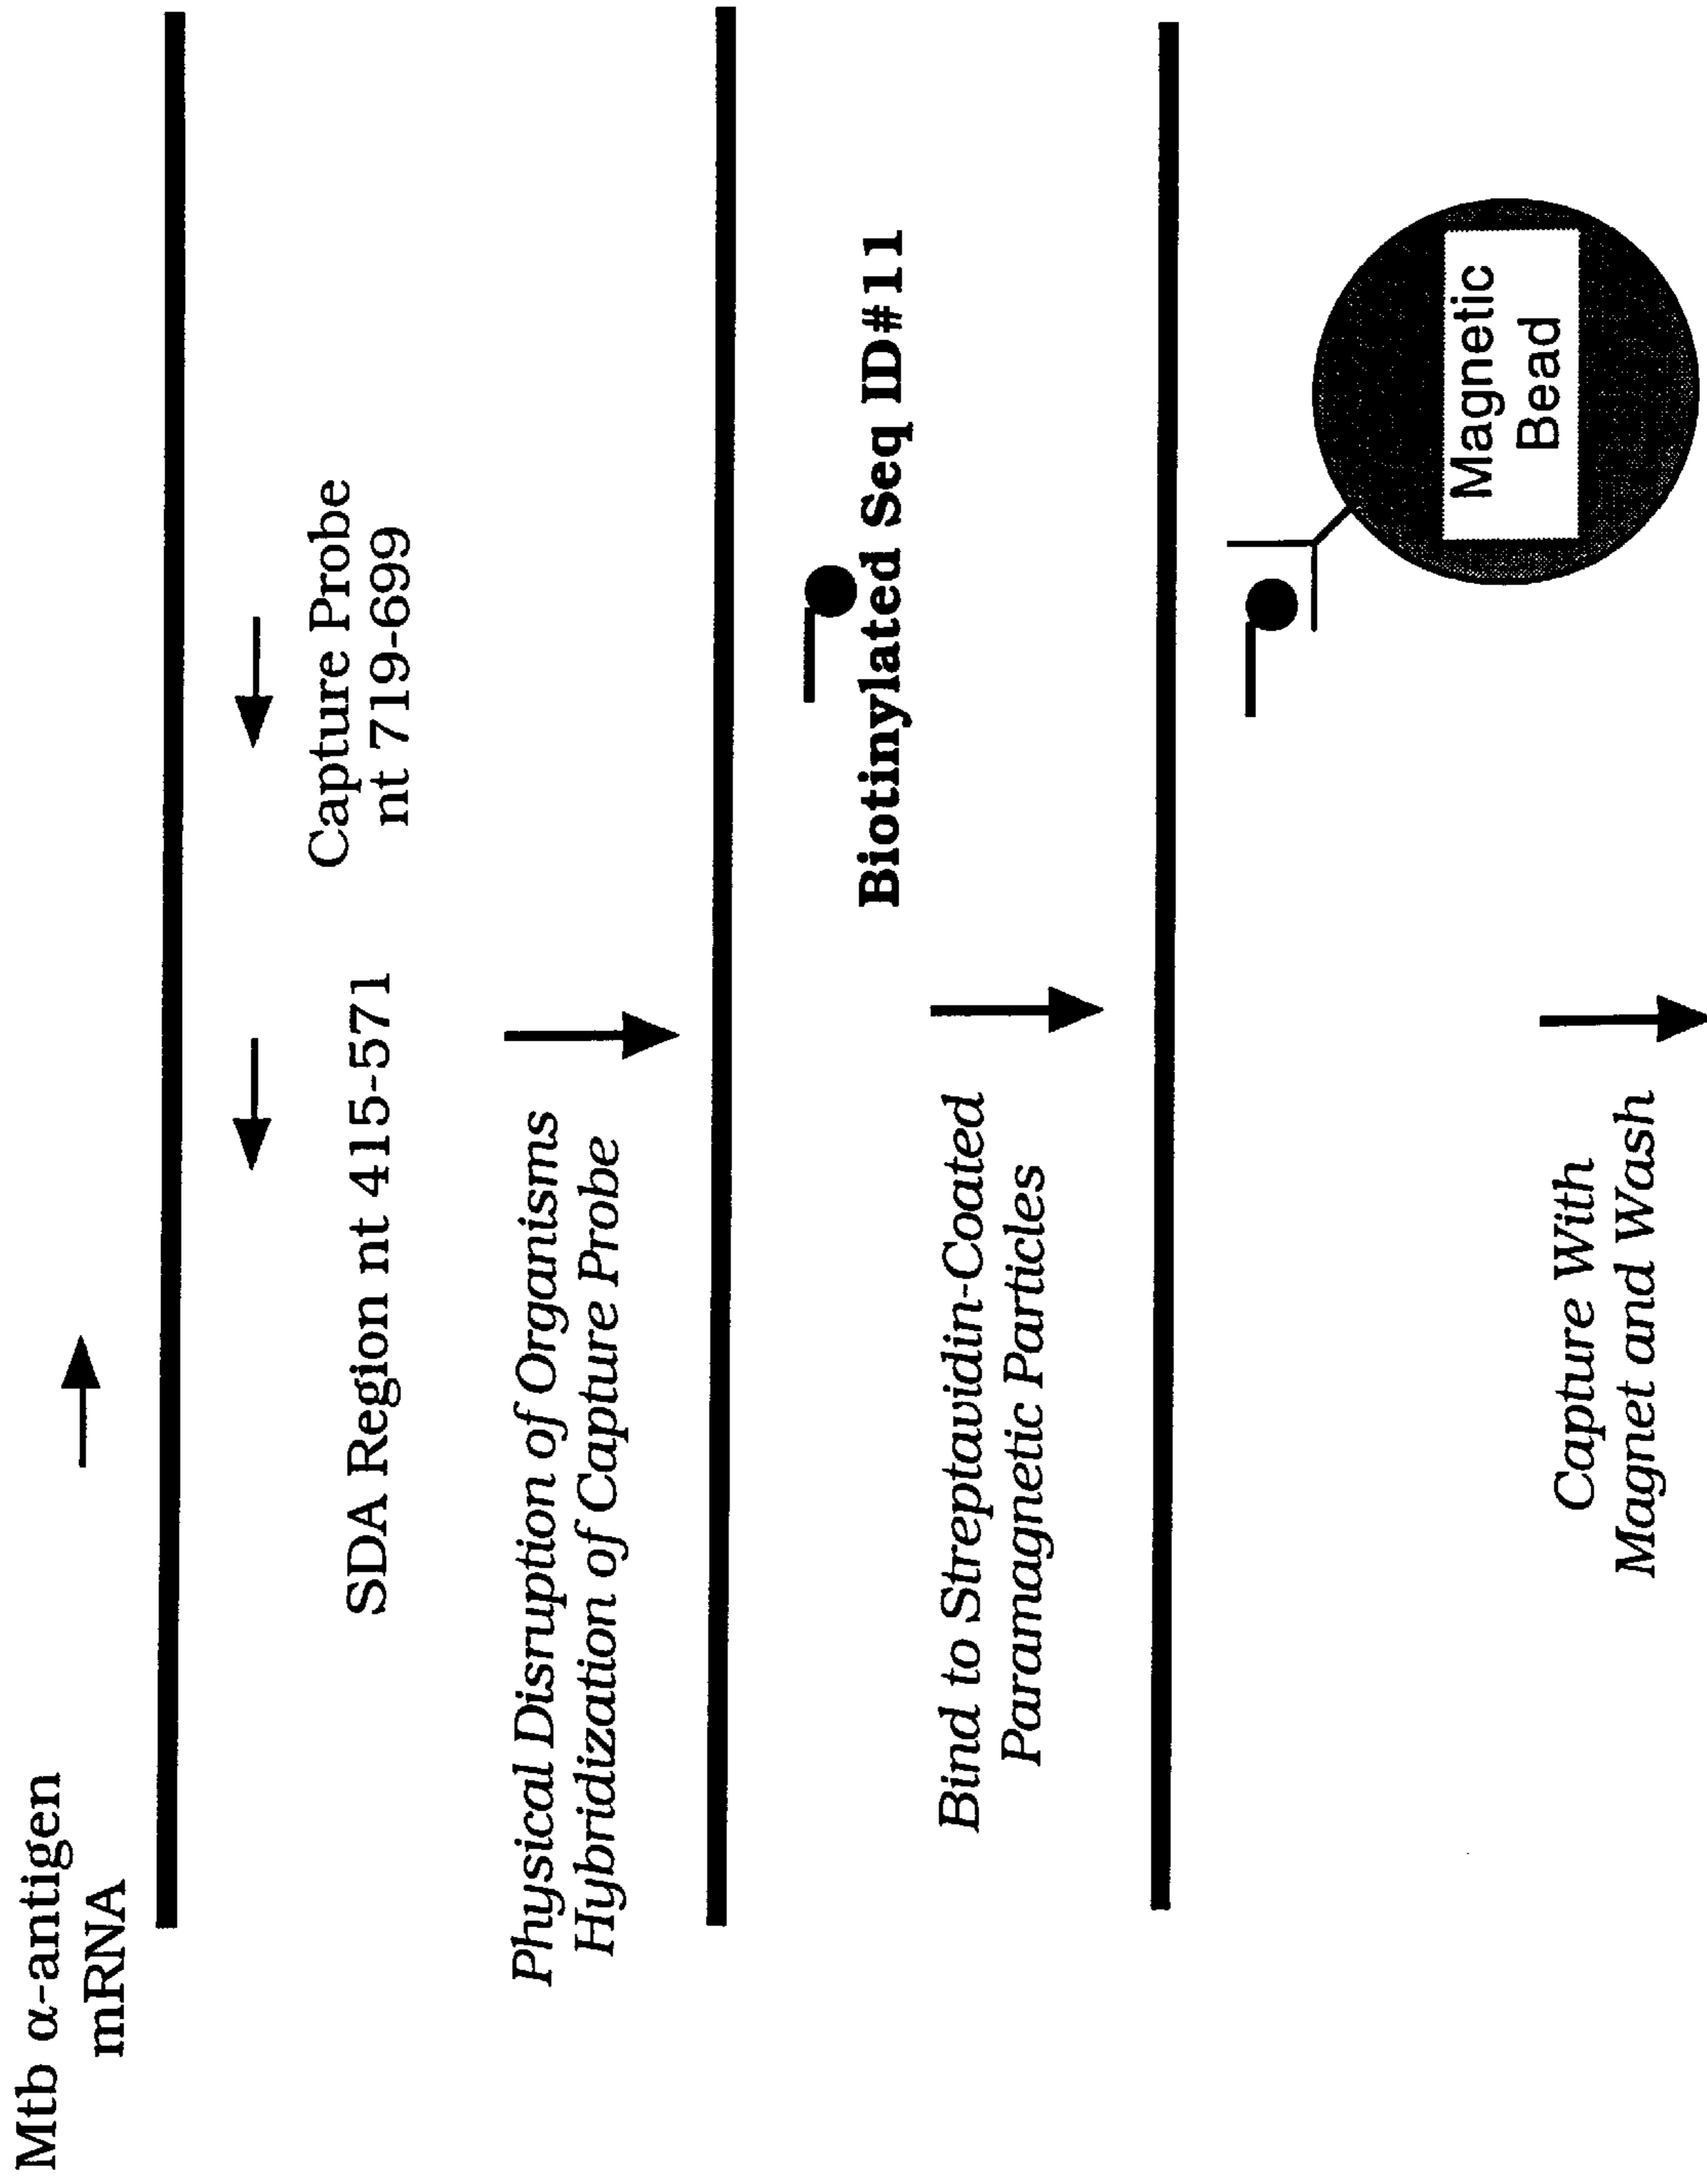 Mtb α-antigen
mRNA
Capture Probe
nt 719-699
SDA Region nt 415-571
Physical Disruption of Organisms
Hybridization of Capture Probe
Biotinylated Seq ID#11
Bind to Streptavidin-Coated
Paramagnetic Particles
Magnetic
Bead
Capture With
Magnet and Wash